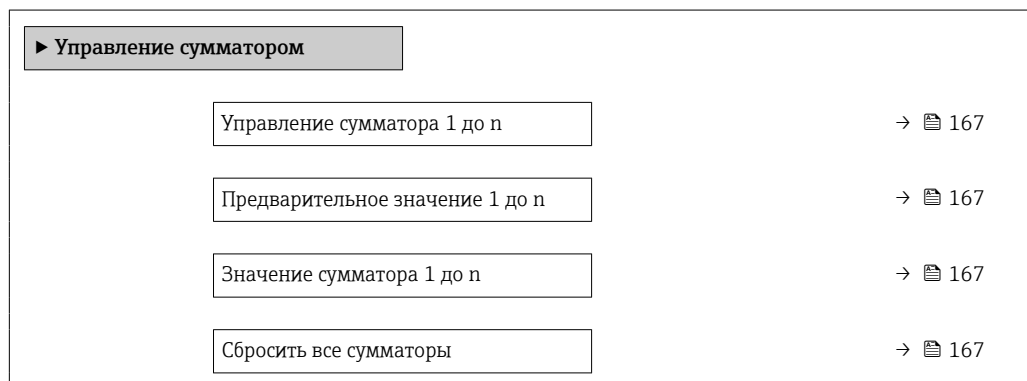 ▶ Управление сумматором
Управление сумматора 1 до n → 167
Предварительное значение 1 до n → 167
Значение сумматора 1 до n → 167
Сбросить все сумматоры → 167